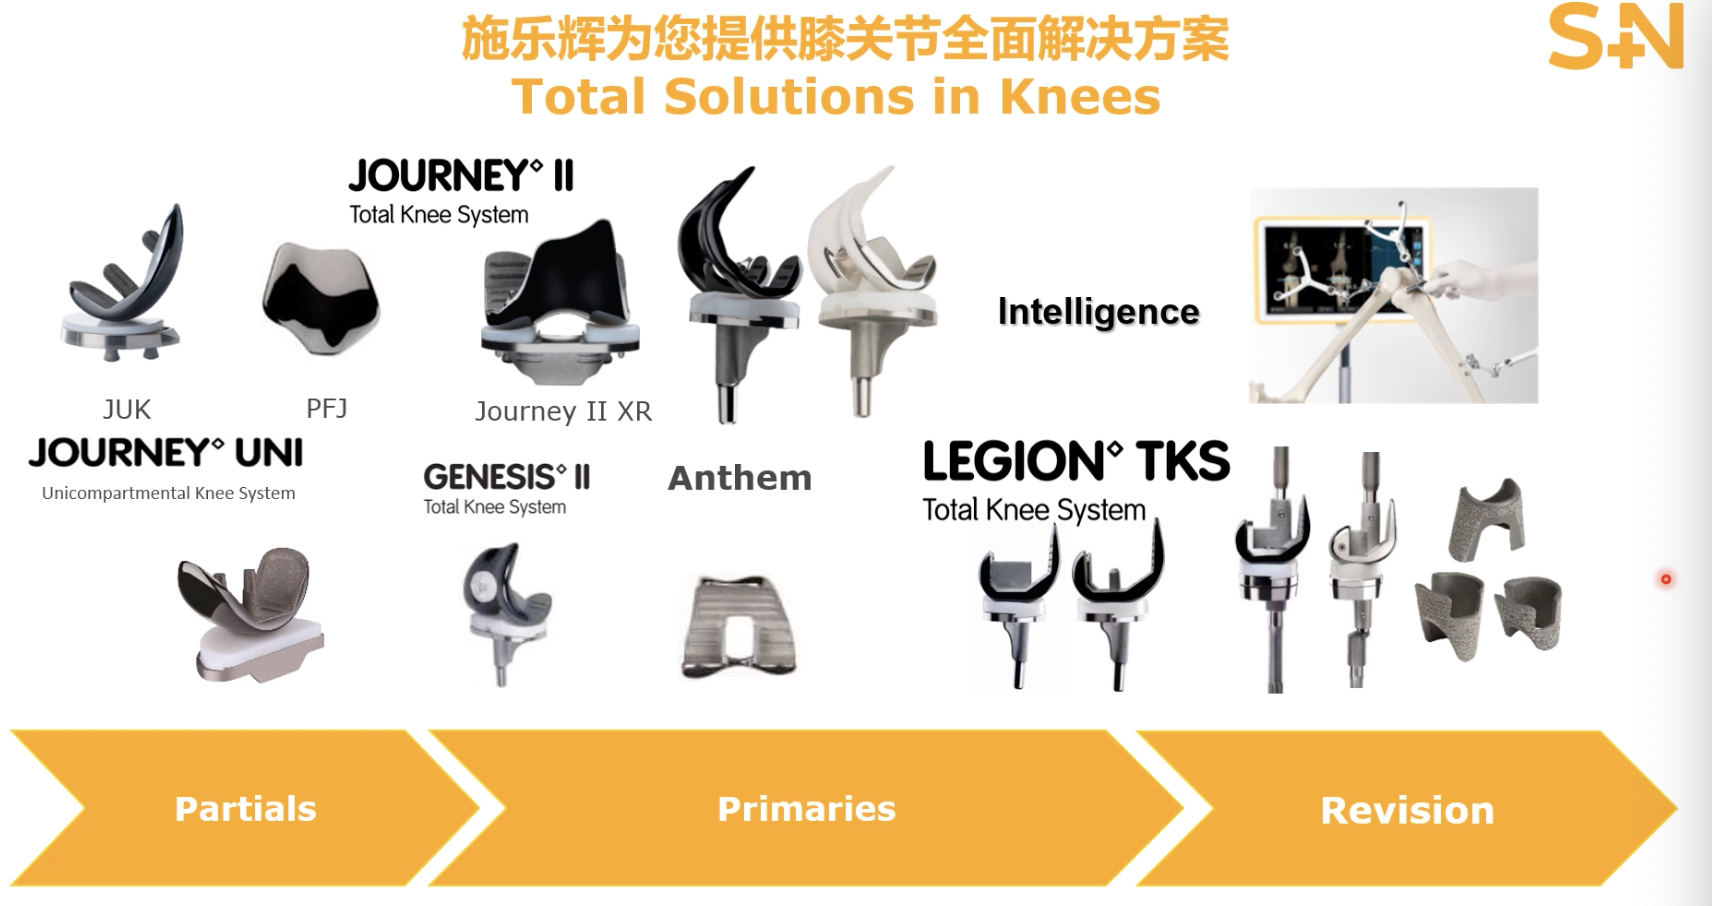 施乐辉为您提供膝关节全面解决方案
Total Solutions in Knees
S+N
JOURNEY◇ II
Total Knee System
Intelligence
JUK
PFJ
Journey II XR
JOURNEY◇ UNI
Unicompartmental Knee System
GENESIS◇ II
Total Knee System
Anthem
LEGION◇ TKS
Total Knee System
Partials
Primaries
Revision